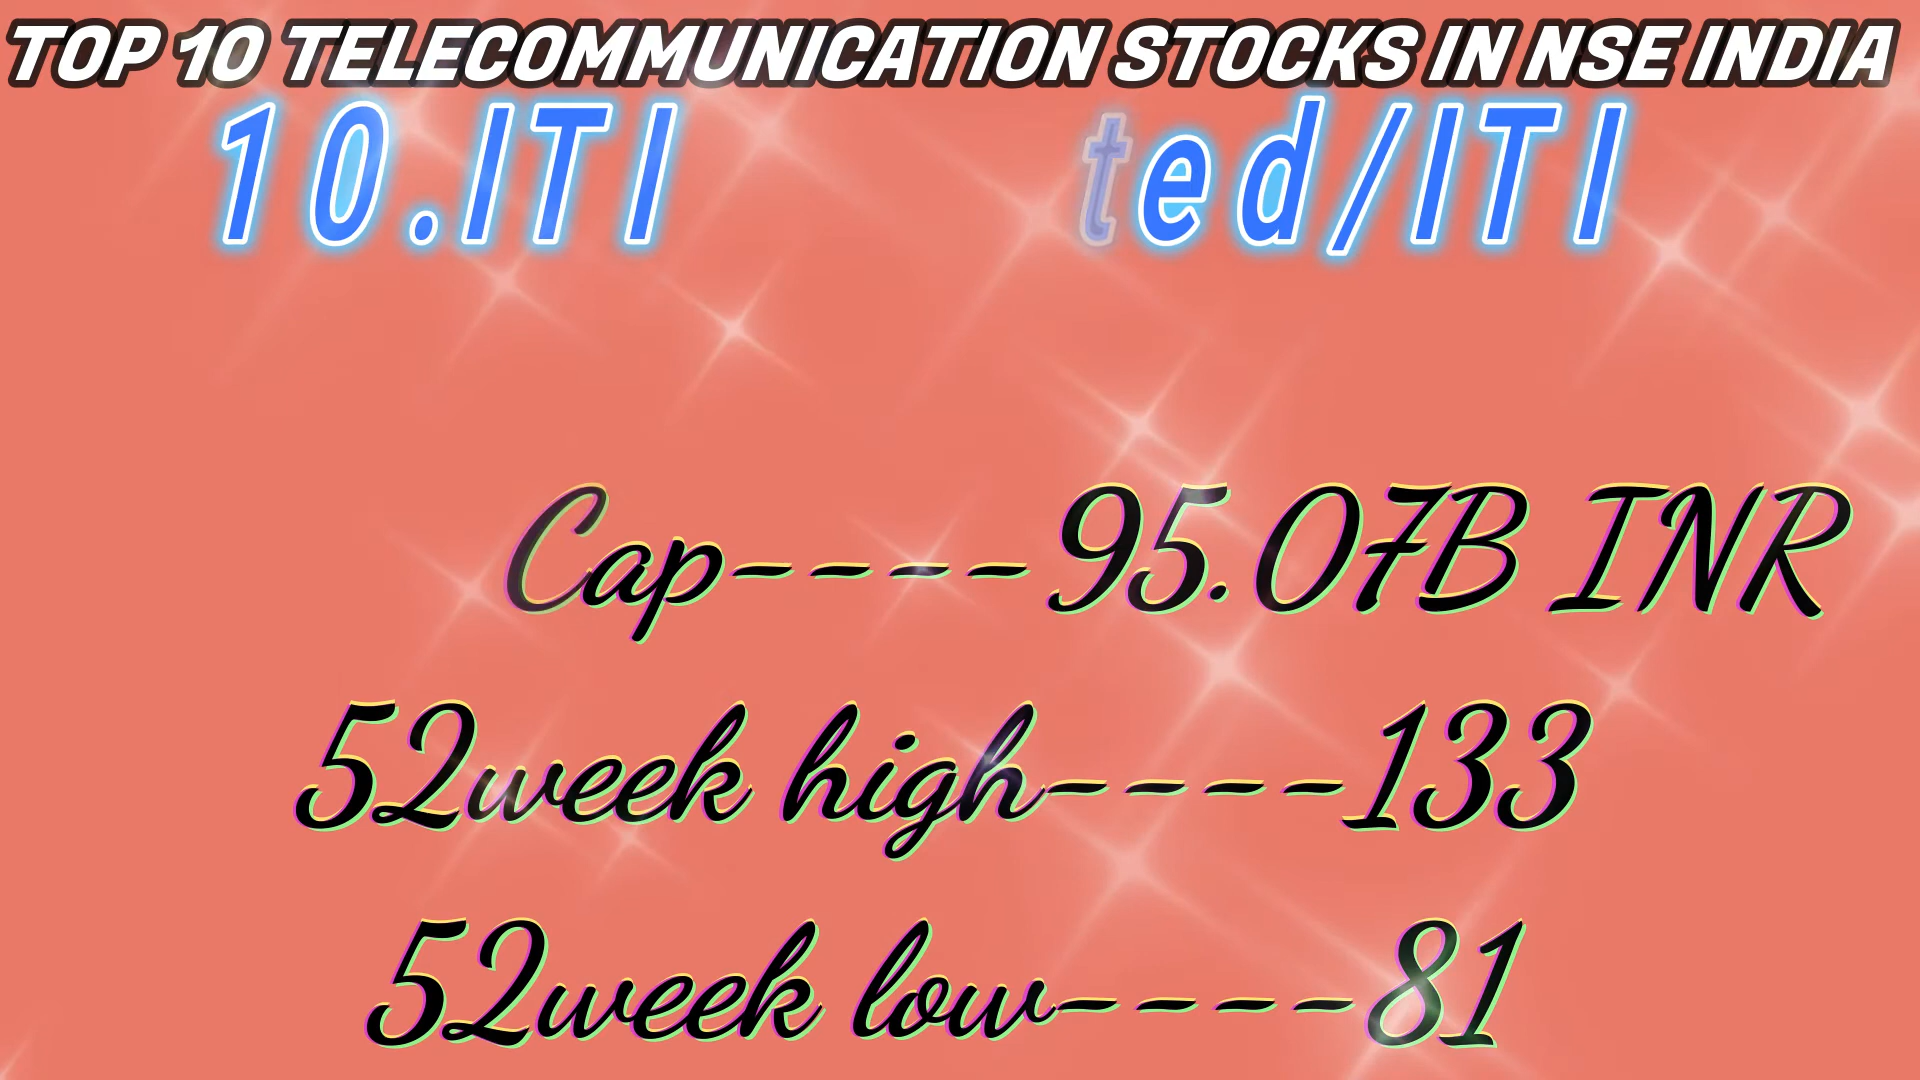 TOP 10 TELECOMMUNICATION STOCKS IN NSE INDIA
10.ITI ted/ITI
Cap----95.07B INR
52week high----133
52week low----81